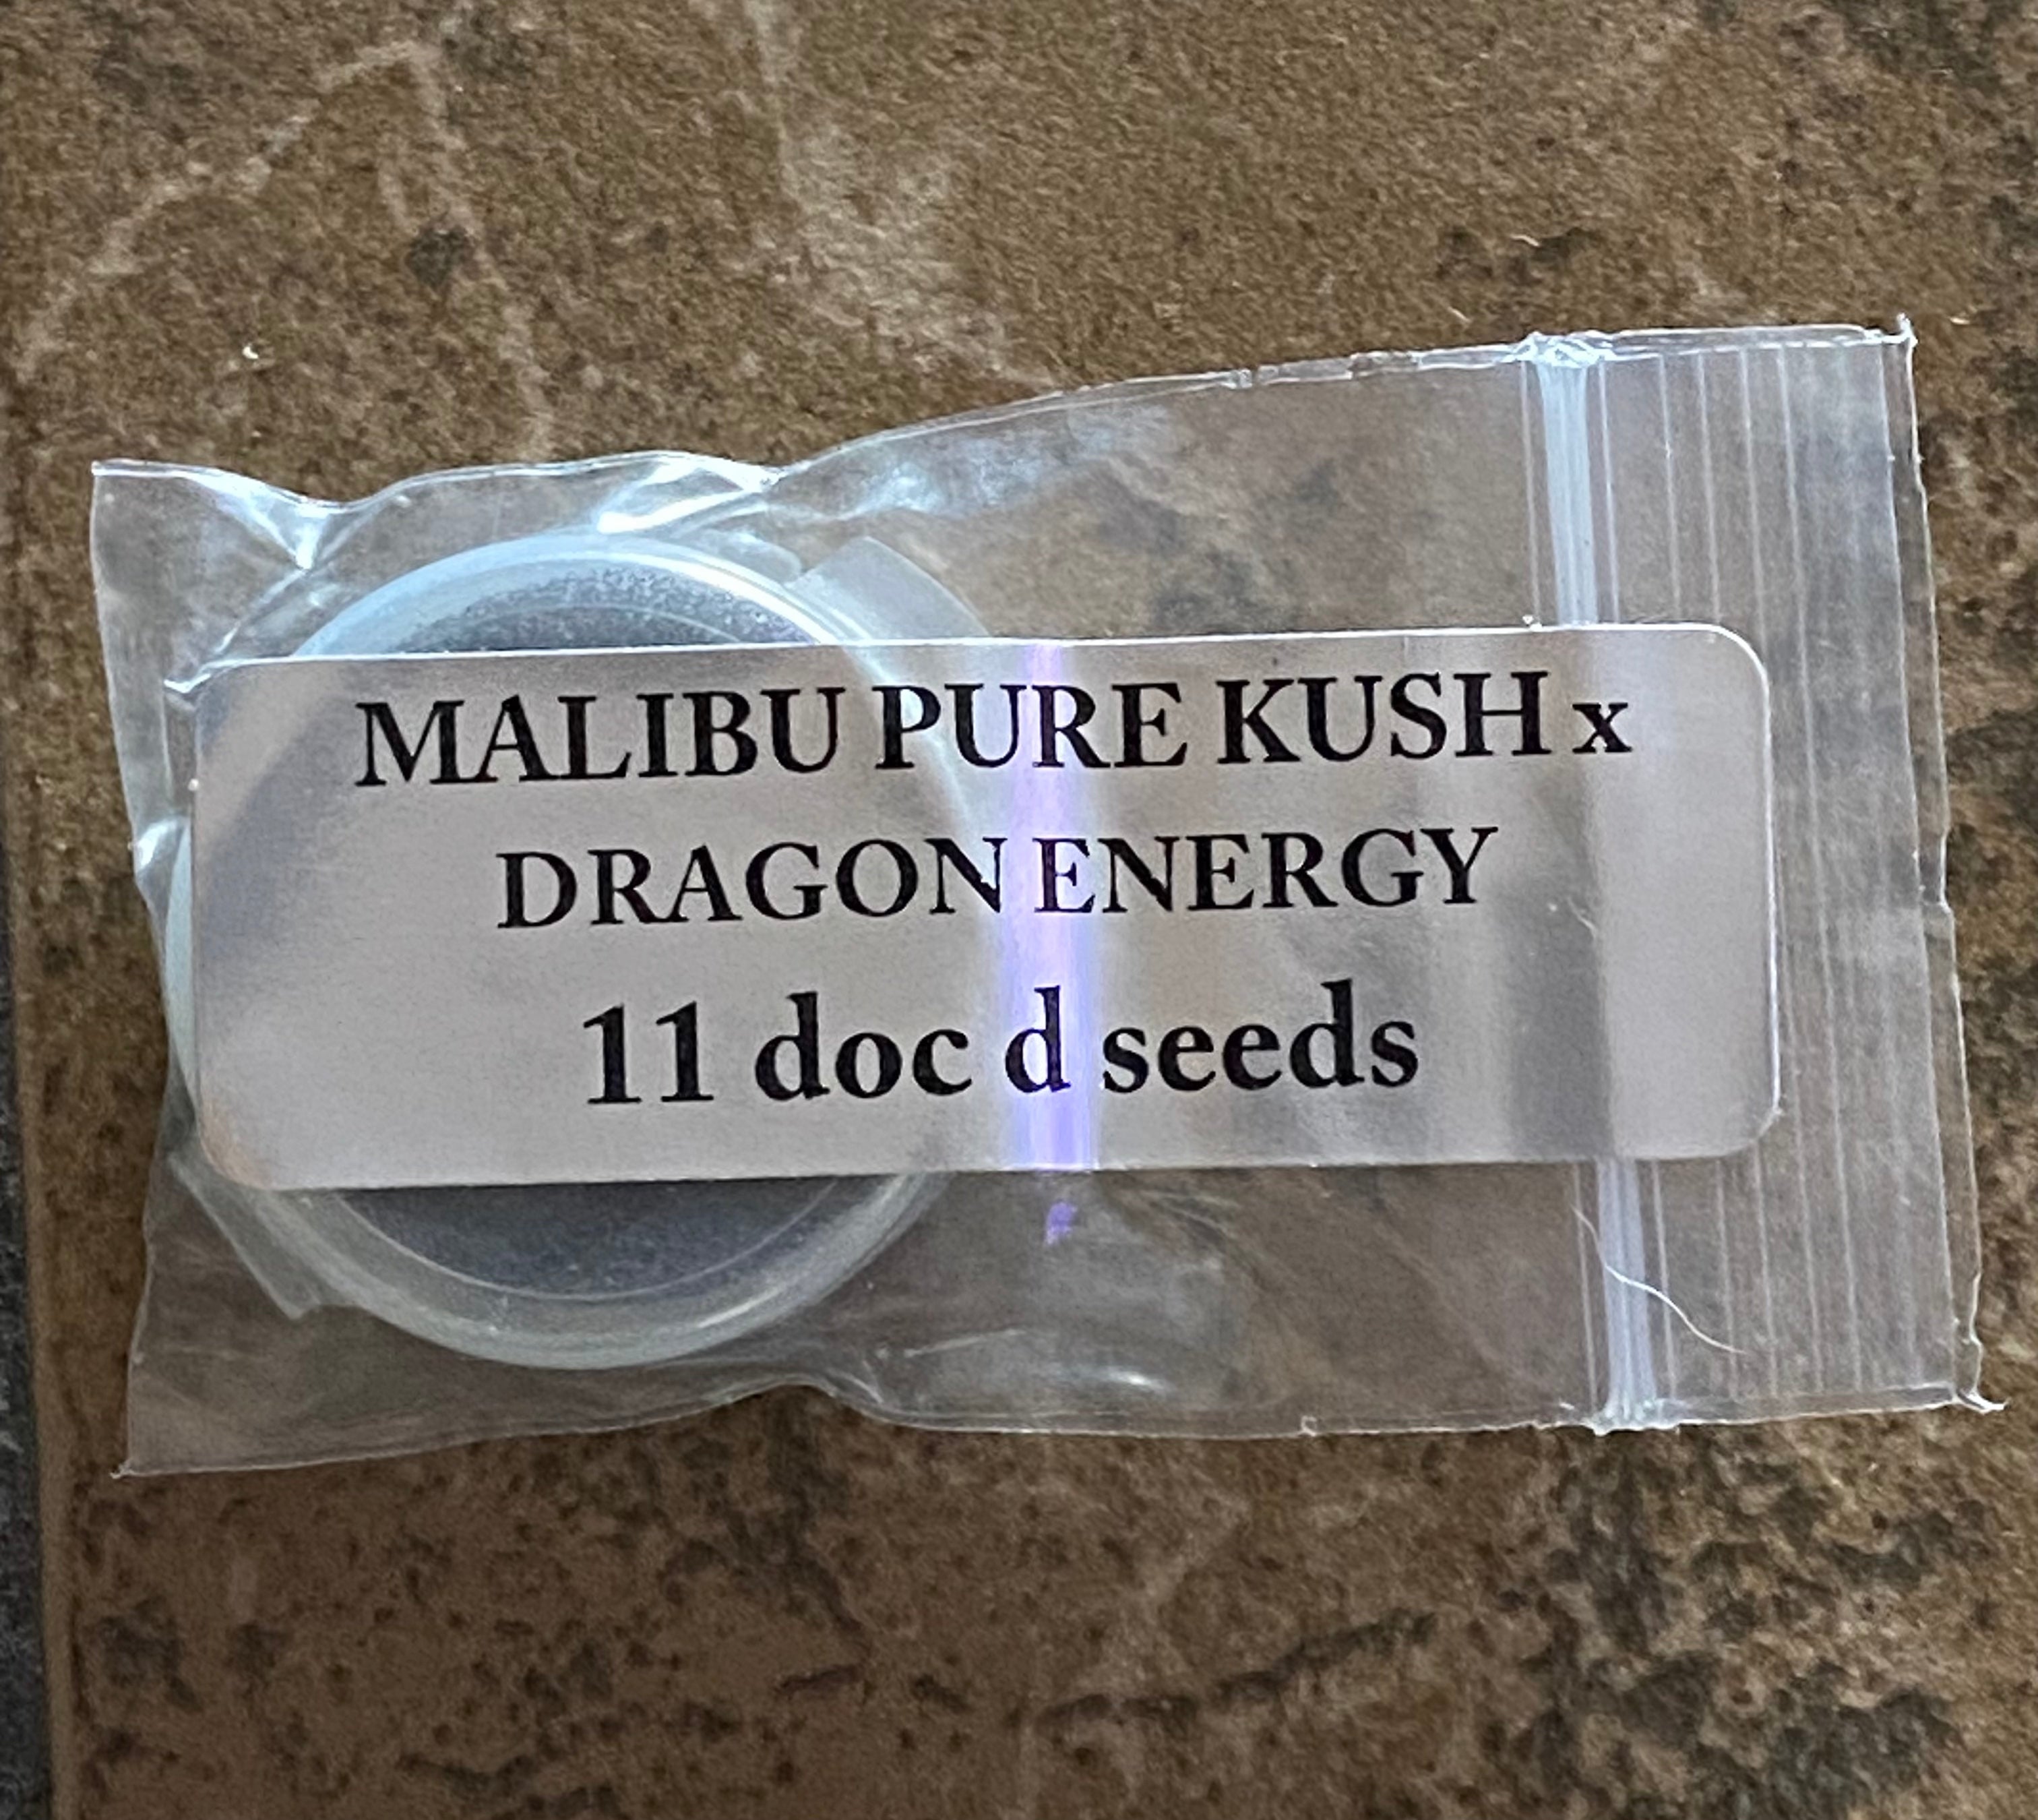 MALIBU PURE KUSH x
DRAGON ENERGY
11 doc d seeds